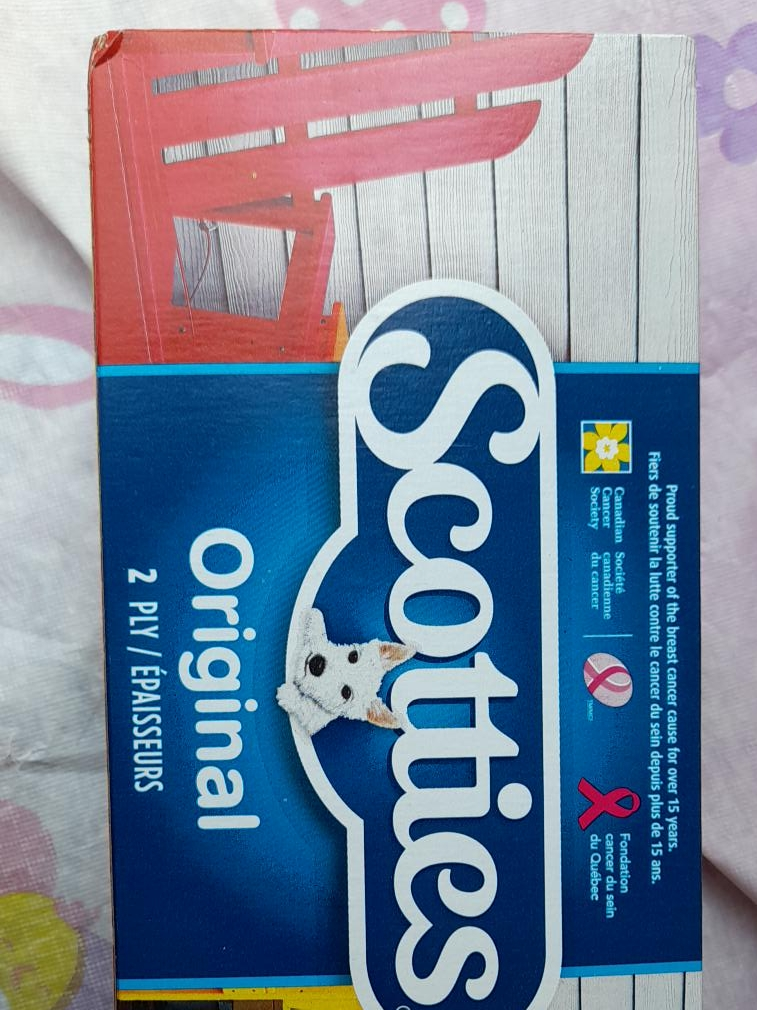 Proud supporter of the breast cancer cause for over 15 years.
Fiers de soutenir la lutte contre le cancer du sein depuis plus de 15 ans.
Canadian Société
Cancer canadienne
Society du cancer
Fondation
cancer du sein
du Québec
Scotties
Original
2 PLY / ÉPAISSEURS